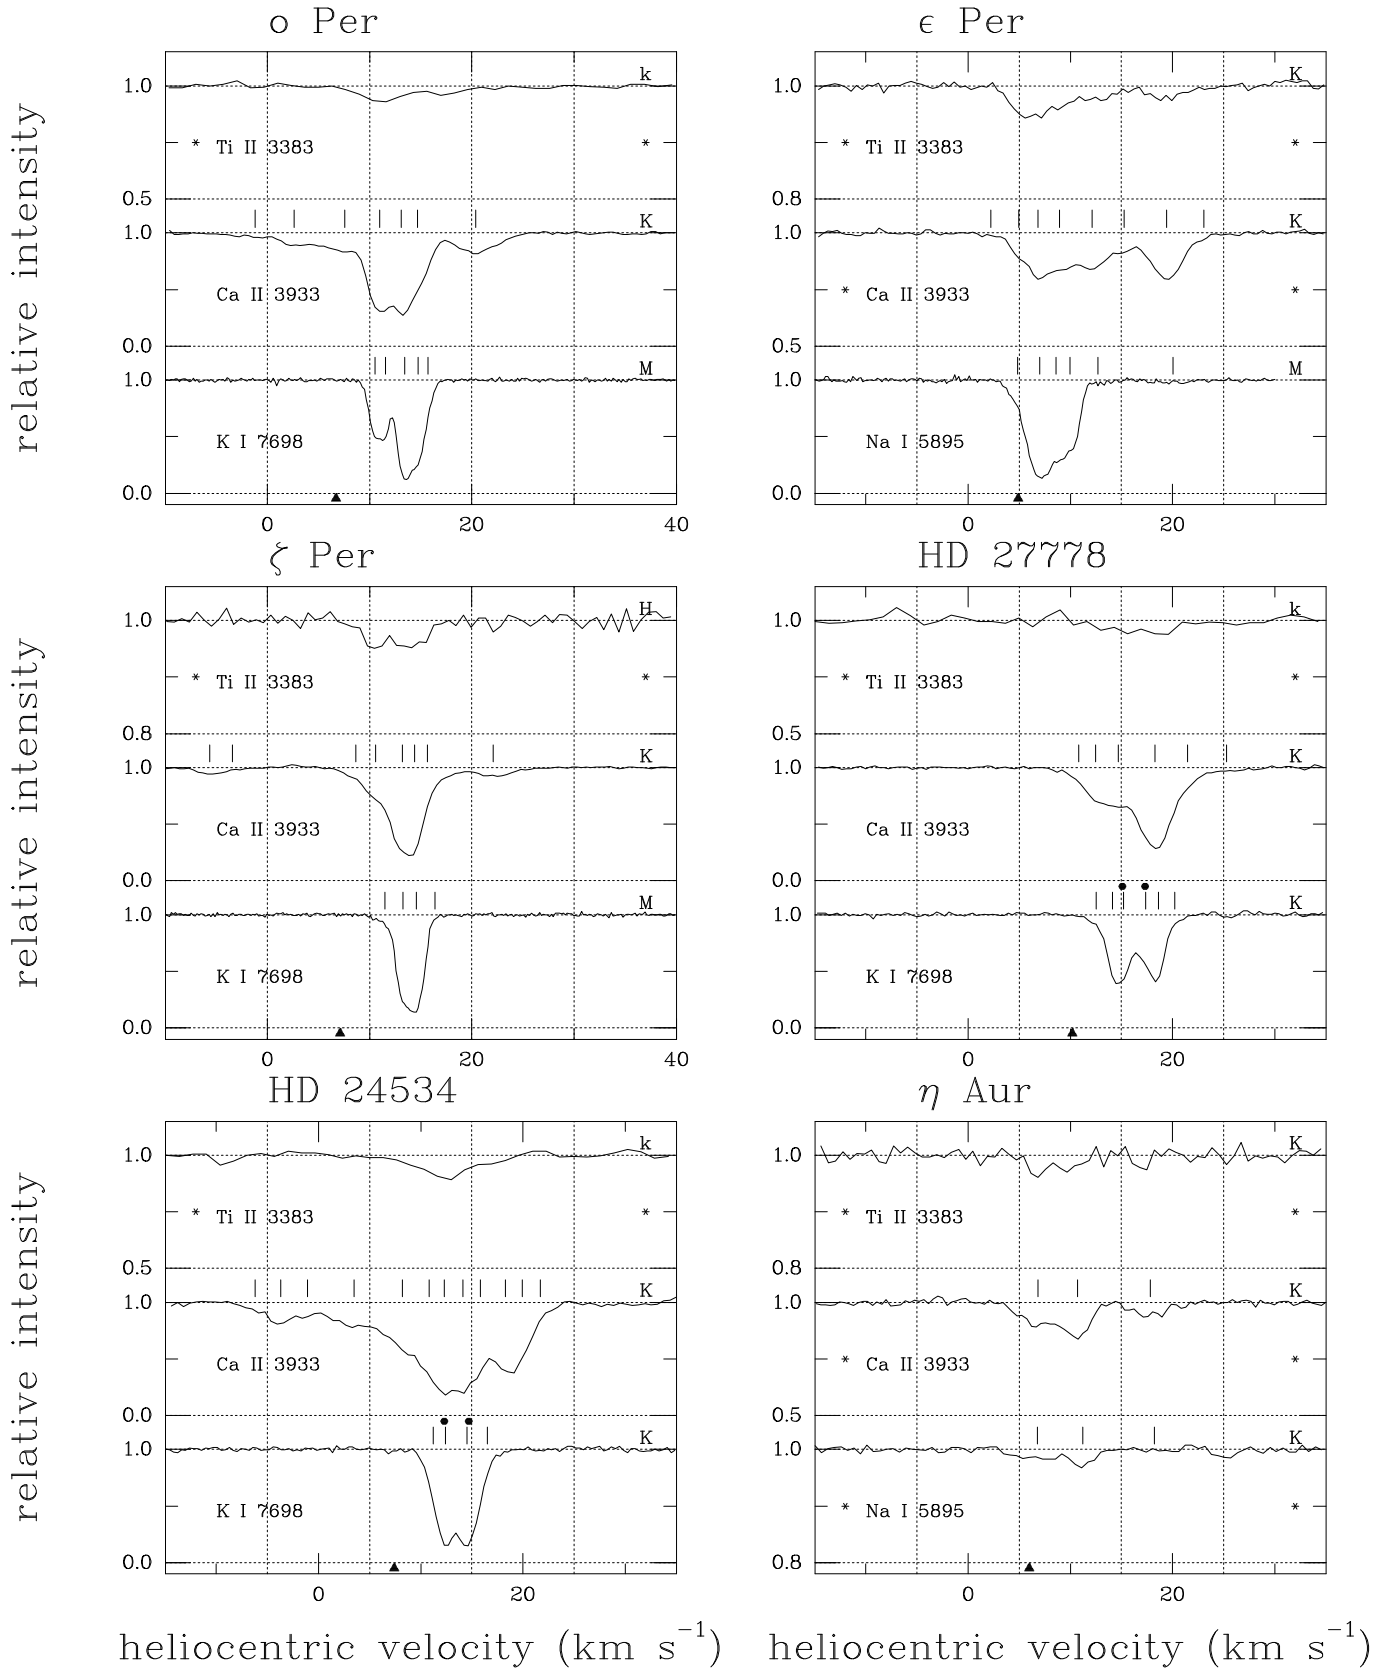 ο Per
relative intensity
1.0
k
* Ti II 3383 *
0.5
1.0
K
Ca II 3933
0.0
1.0
M
K I 7698
0.0
0 20 40
ϵ Per
K
1.0
* Ti II 3383 *
0.8
K
1.0
* Ca II 3933 *
0.5
M
1.0
Na I 5895
0.0
0 20
ζ Per
relative intensity
H
1.0
* Ti II 3383 *
0.8
K
1.0
Ca II 3933
0.0
M
1.0
K I 7698
0.0
0 20 40
HD 27778
k
1.0
* Ti II 3383 *
0.5
K
1.0
Ca II 3933
0.0
K
1.0
K I 7698
0.0
0 20
HD 24534
relative intensity
k
1.0
* Ti II 3383 *
0.5
K
1.0
Ca II 3933
0.0
K
1.0
K I 7698
0.0
0 20
heliocentric velocity (km s⁻¹)
η Aur
K
1.0
* Ti II 3383 *
0.8
K
1.0
* Ca II 3933 *
0.5
K
1.0
* Na I 5895 *
0.8
0 20
heliocentric velocity (km s⁻¹)